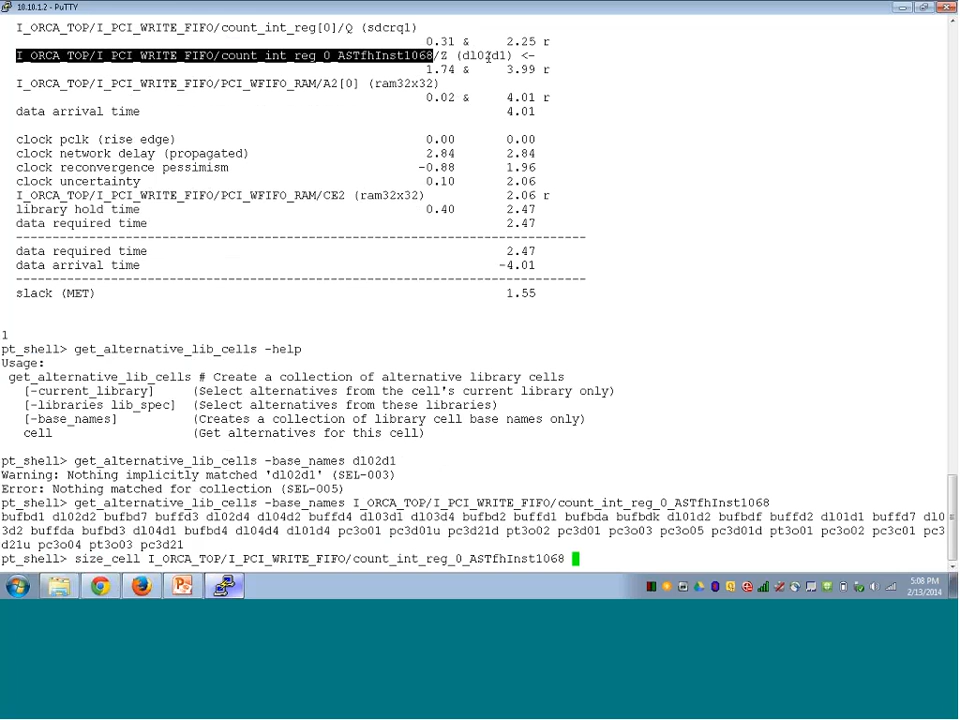 10.10.1.2 - PuTTY
I_ORCA_TOP/I_PCI_WRITE_FIFO/count_int_reg[0]/Q (sdcrq1)
0.31 & 2.25 r
I_ORCA_TOP/I_PCI_WRITE_FIFO/count_int_reg_0_ASTfhInst1068/Z (dl02d1) <-
1.74 & 3.99 r
I_ORCA_TOP/I_PCI_WRITE_FIFO/PCI_WFIFO_RAM/A2[0] (ram32x32)
0.02 & 4.01 r
data arrival time 4.01
clock pclk (rise edge) 0.00 0.00
clock network delay (propagated) 2.84 2.84
clock reconvergence pessimism -0.88 1.96
clock uncertainty 0.10 2.06
I_ORCA_TOP/I_PCI_WRITE_FIFO/PCI_WFIFO_RAM/CE2 (ram32x32) 2.06 r
library hold time 0.40 2.47
data required time 2.47
---------------------------------------------------------------
data required time 2.47
data arrival time -4.01
---------------------------------------------------------------
slack (MET) 1.55
1
pt_shell> get_alternative_lib_cells -help
Usage:
get_alternative_lib_cells # Create a collection of alternative library cells
[-current_library] (Select alternatives from the cell's current library only)
[-libraries lib_spec] (Select alternatives from these libraries)
[-base_names] (Creates a collection of library cell base names only)
cell (Get alternatives for this cell)
pt_shell> get_alternative_lib_cells -base_names dl02d1
Warning: Nothing implicitly matched 'dl02d1' (SEL-003)
Error: Nothing matched for collection (SEL-005)
pt_shell> get_alternative_lib_cells -base_names I_ORCA_TOP/I_PCI_WRITE_FIFO/count_int_reg_0_ASTfhInst1068
bufbd1 dl02d2 bufbd7 buffd3 dl02d4 dl04d2 buffd4 dl03d1 dl03d4 bufbd2 buffd1 bufbda bufbdk dl01d2 bufbdf buffd2 dl01d1 buffd7 dl0
3d2 buffda bufbd3 dl04d1 bufbd4 dl04d4 dl01d4 pc3o01 pc3d01u pc3d21d pt3o02 pc3d01 pc3o03 pc3o05 pc3d01d pt3o01 pc3o02 pc3c01 pc3
d21u pc3o04 pt3o03 pc3d21
pt_shell> size_cell I_ORCA_TOP/I_PCI_WRITE_FIFO/count_int_reg_0_ASTfhInst1068
5:08 PM
2/13/2014